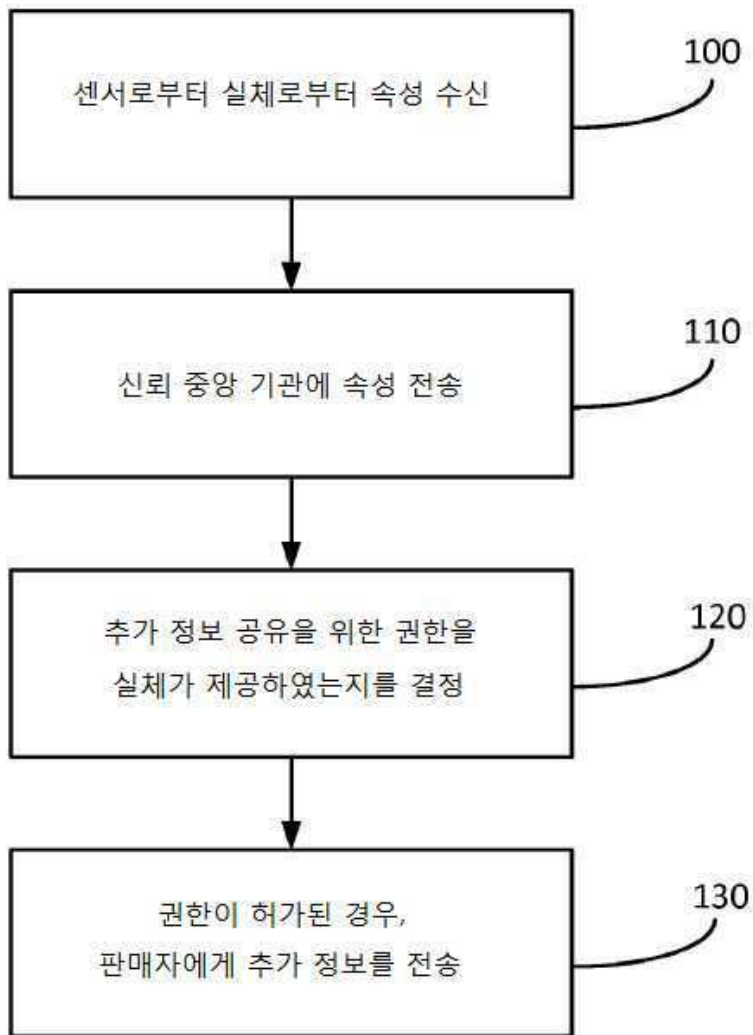 센서로부터 실체로부터 속성 수신
100
신뢰 중앙 기관에 속성 전송
110
추가 정보 공유을 위한 권한을
실체가 제공하였는지를 결정
120
권한이 허가된 경우,
판매자에게 추가 정보를 전송
130